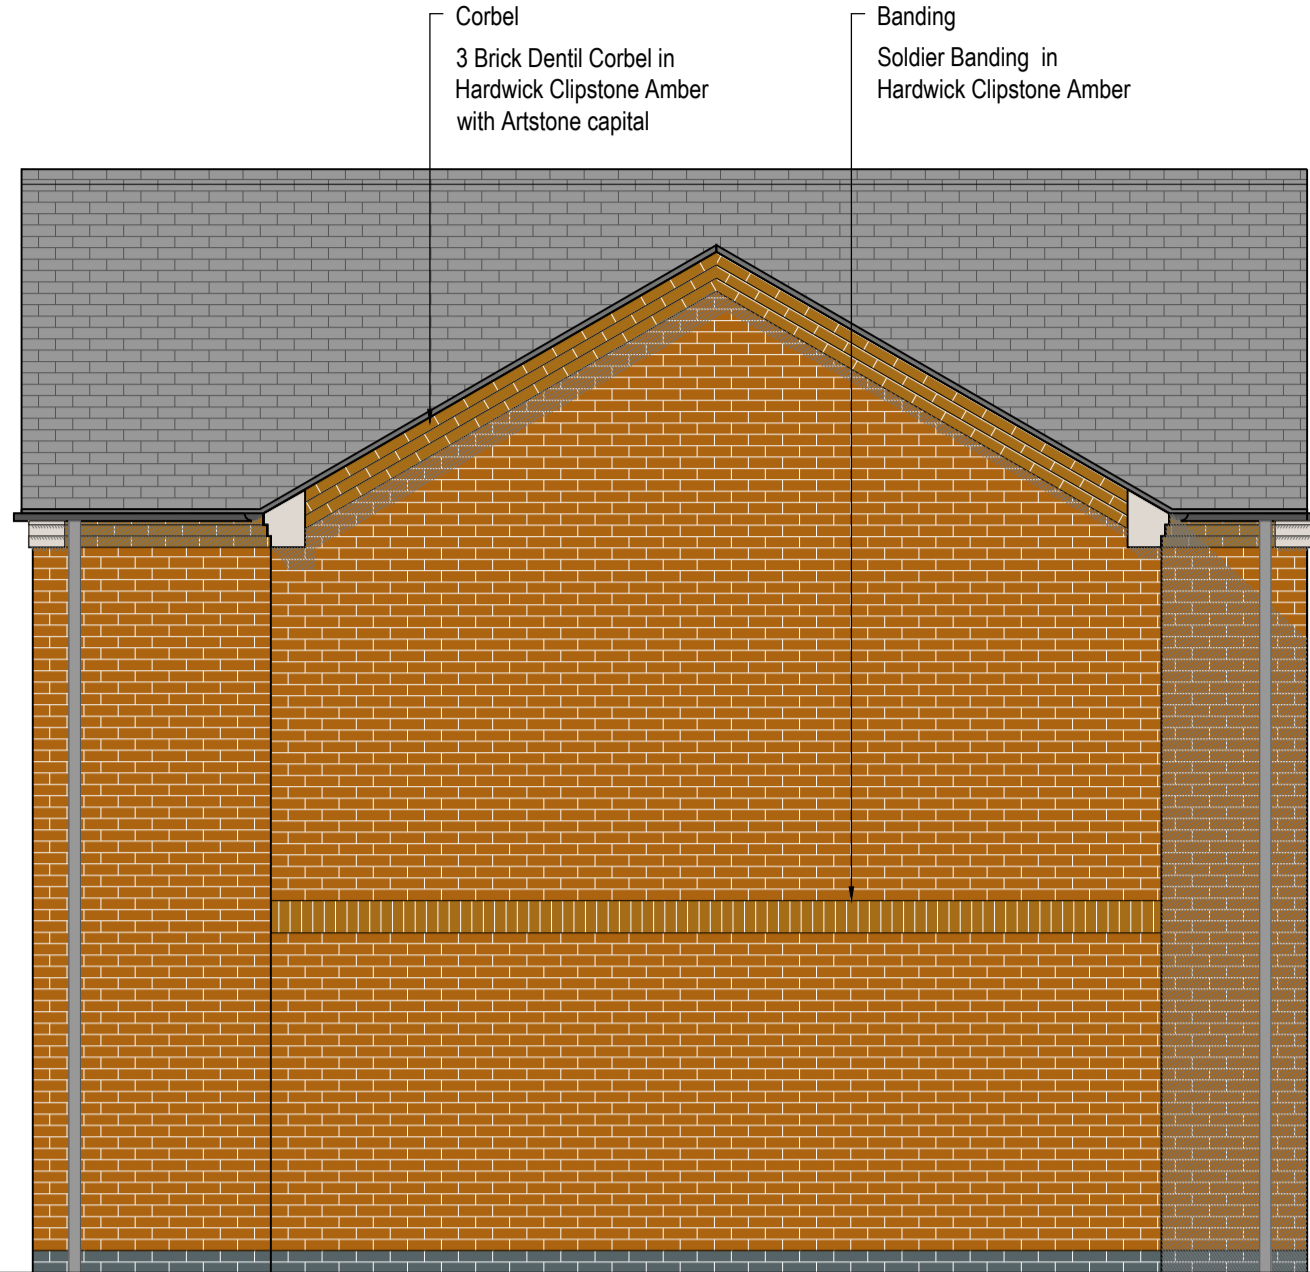 Corbel
3 Brick Dentil Corbel in
Hardwick Clipstone Amber
with Artstone capital
Banding
Soldier Banding in
Hardwick Clipstone Amber